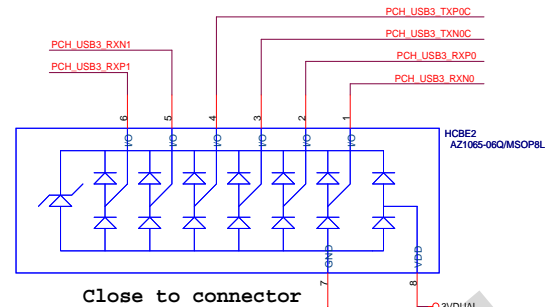 PCH_USB3_TXP0C
PCH_USB3_TXN0C
PCH_USB3_RXN1
PCH_USB3_RXP0
PCH_USB3_RXP1
PCH_USB3_RXN0
6 5 4 3 2 1
I/O I/O I/O I/O I/O I/O
HCBE2
AZ1065-06Q/MSOP8L
GND VDD
7 8
Close to connector
3VDUAL